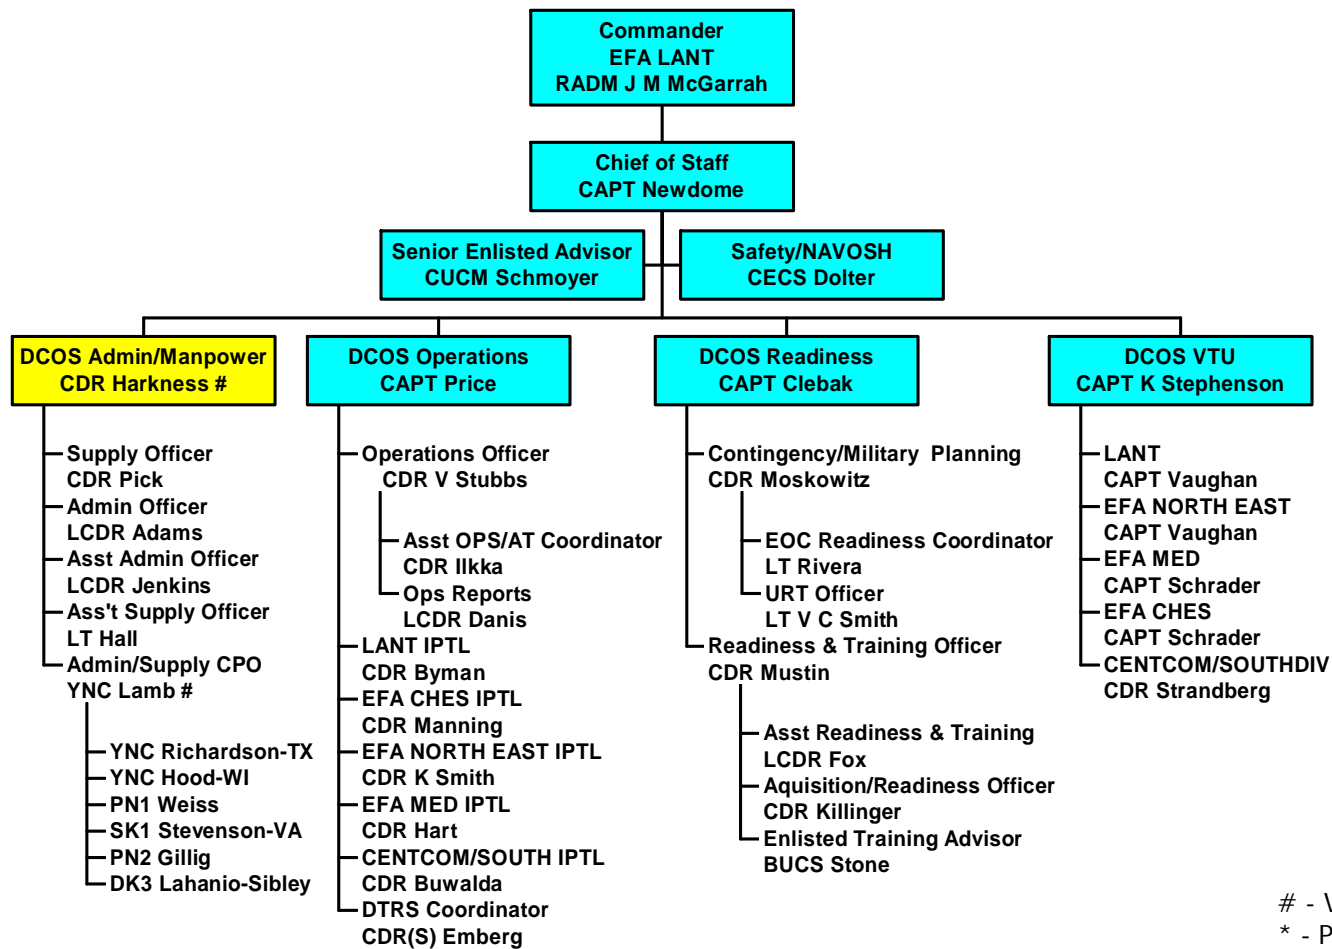 Commander
EFA LANT
RADM J M McGarrah
Chief of Staff
CAPT Newdome
Senior Enlisted Advisor
CUCM Schmoyer
Safety/NAVOSH
CECS Dolter
DCOS Admin/Manpower
CDR Harkness #
Supply Officer
CDR Pick
Admin Officer
LCDR Adams
Asst Admin Officer
LCDR Jenkins
Ass't Supply Officer
LT Hall
Admin/Supply CPO
YNC Lamb #
YNC Richardson-TX
YNC Hood-WI
PN1 Weiss
SK1 Stevenson-VA
PN2 Gillig
DK3 Lahanio-Sibley
DCOS Operations
CAPT Price
Operations Officer
CDR V Stubbs
Asst OPS/AT Coordinator
CDR Ilkka
Ops Reports
LCDR Danis
LANT IPTL
CDR Byman
EFA CHES IPTL
CDR Manning
EFA NORTH EAST IPTL
CDR K Smith
EFA MED IPTL
CDR Hart
CENTCOM/SOUTH IPTL
CDR Buwalda
DTRS Coordinator
CDR(S) Emberg
DCOS Readiness
CAPT Clebak
Contingency/Military Planning
CDR Moskowitz
EOC Readiness Coordinator
LT Rivera
URT Officer
LT V C Smith
Readiness & Training Officer
CDR Mustin
Asst Readiness & Training
LCDR Fox
Aquisition/Readiness Officer
CDR Killinger
Enlisted Training Advisor
BUCS Stone
DCOS VTU
CAPT K Stephenson
LANT
CAPT Vaughan
EFA NORTH EAST
CAPT Vaughan
EFA MED
CAPT Schrader
EFA CHES
CAPT Schrader
CENTCOM/SOUTHDIV
CDR Strandberg
# -
* - P